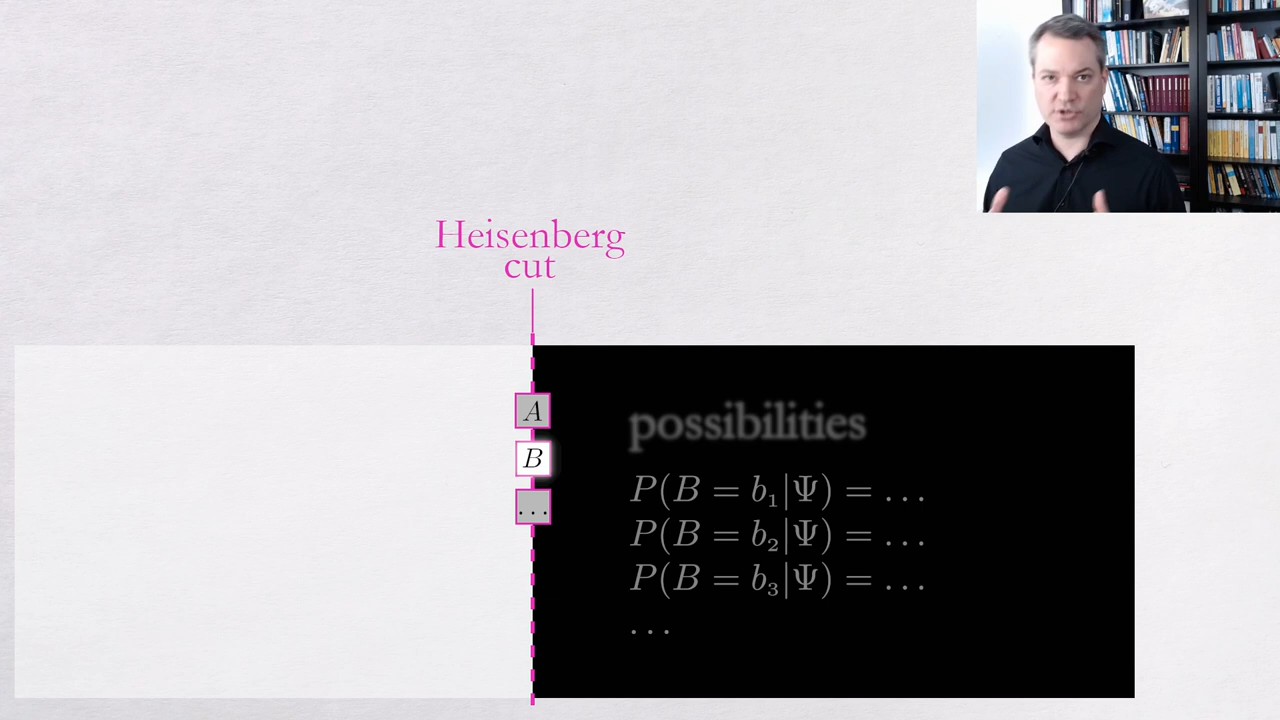 Heisenberg
cut
A
B
...
possibilities
P(B = b₁|Ψ) = ...
P(B = b₂|Ψ) = ...
P(B = b₃|Ψ) = ...
...